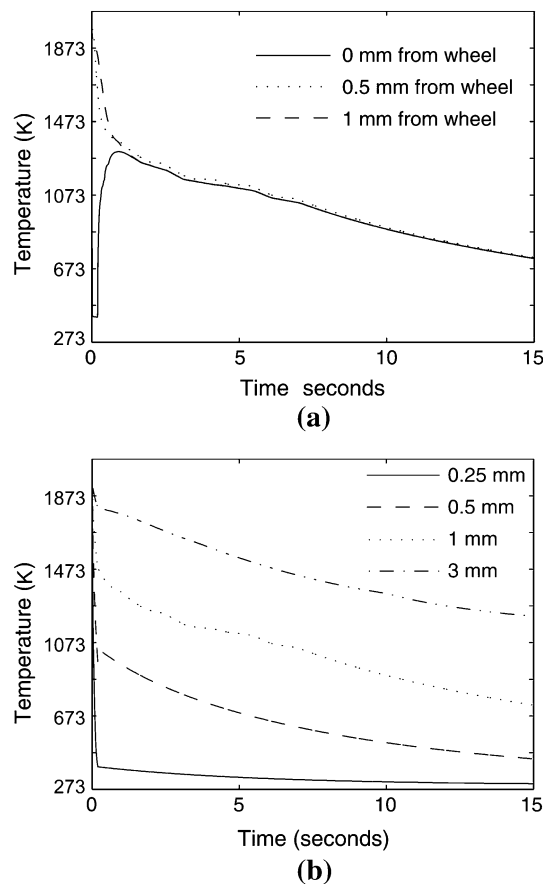 1873
1473
1073
673
273
Temperature (K)
0 mm from wheel
0.5 mm from wheel
1 mm from wheel
0
5
10
15
Time seconds
(a)
1873
1473
1073
673
273
Temperature (K)
0.25 mm
0.5 mm
1 mm
3 mm
0
5
10
15
Time (seconds)
(b)